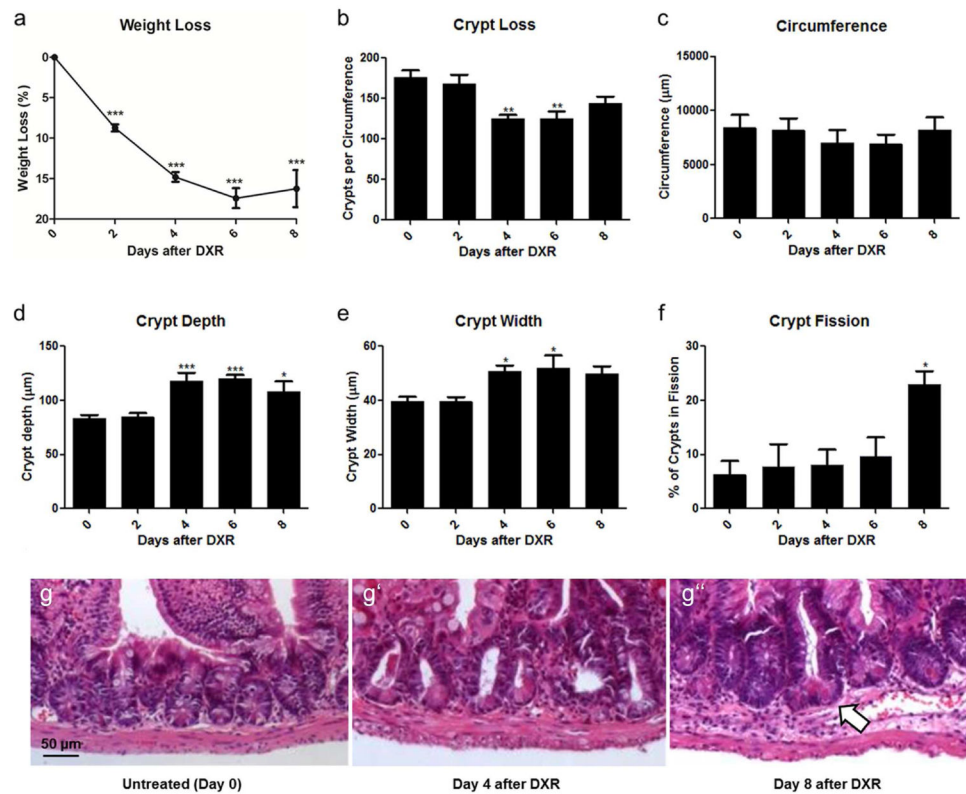 a
Weight Loss
0
5
10
15
20
Weight Loss (%)
***
***
***
***
0
2
4
6
8
Days after DXR
b
Crypt Loss
200
150
100
50
0
Crypts per Circumference
**
**
0
2
4
6
8
Days after DXR
c
Circumference
15000
10000
5000
0
Circumference (µm)
0
2
4
6
8
Days after DXR
d
Crypt Depth
150
100
50
0
Crypt depth (µm)
***
***
*
0
2
4
6
8
Days after DXR
e
Crypt Width
60
40
20
0
Crypt Width (µm)
*
*
0
2
4
6
8
Days after DXR
f
Crypt Fission
30
20
10
0
% of Crypts in Fission
*
0
2
4
6
8
Days after DXR
g
50 µm
Untreated (Day 0)
g'
Day 4 after DXR
g''
Day 8 after DXR